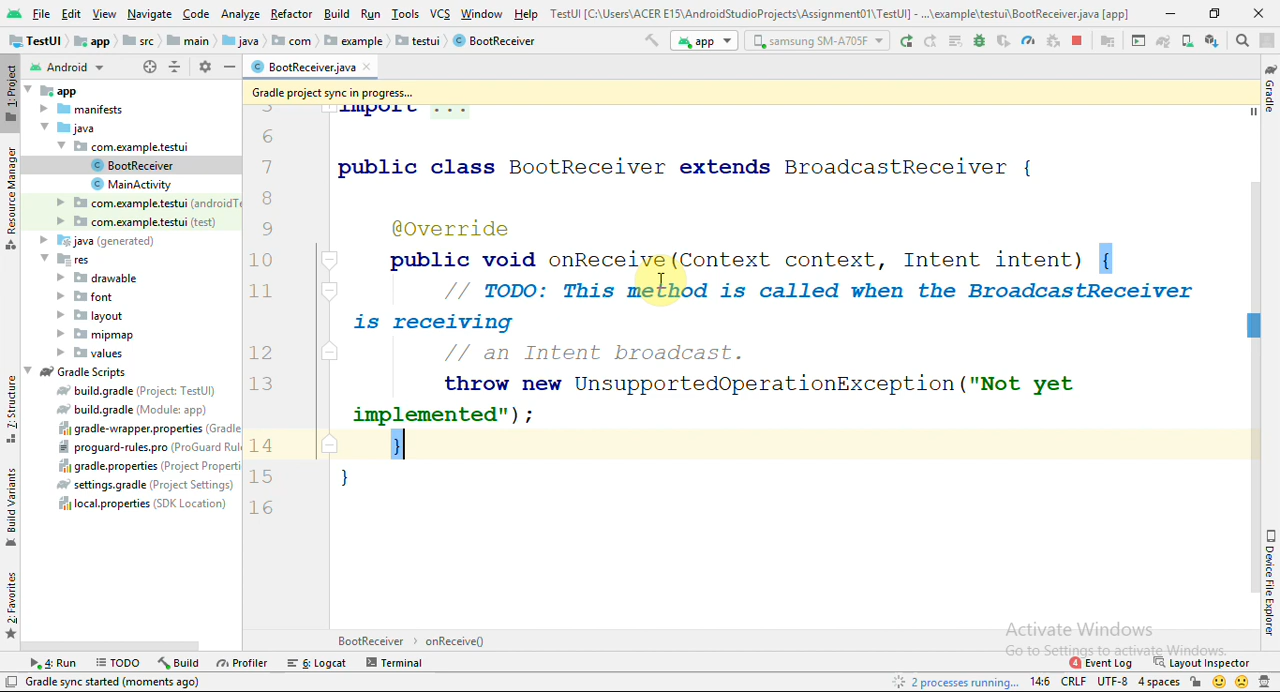 File Edit View Navigate Code Analyze Refactor Build Run Tools VCS Window Help TestUI [C:\Users\ACER E15\AndroidStudioProjects\Assignment01\TestUI] - ...\example\testui\BootReceiver.java [app]
TestUI app src main java com example testui BootReceiver app samsung SM-A705F
1: Project
Resource Manager
Z: Structure
Build Variants
2: Favorites
Android
app
manifests
java
com.example.testui
BootReceiver
MainActivity
com.example.testui (androidTe
com.example.testui (test)
java (generated)
res
drawable
font
layout
mipmap
values
Gradle Scripts
build.gradle (Project: TestUI)
build.gradle (Module: app)
gradle-wrapper.properties (Gradle
proguard-rules.pro (ProGuard Rul
gradle.properties (Project Properti
settings.gradle (Project Settings)
local.properties (SDK Location)
BootReceiver.java
Gradle project sync in progress...
5 import ...
6
7 public class BootReceiver extends BroadcastReceiver {
8
9 @Override
10 public void onReceive(Context context, Intent intent) {
11 // TODO: This method is called when the BroadcastReceiver
is receiving
12 // an Intent broadcast.
13 throw new UnsupportedOperationException("Not yet
implemented");
14 }
15 }
16
BootReceiver › onReceive()
Gradle
Device File Explorer
Activate Windows
Go to Settings to activate Windows.
4: Run TODO Build Profiler 6: Logcat Terminal 4 Event Log Layout Inspector
Gradle sync started (moments ago) 2 processes running... 14:6 CRLF UTF-8 4 spaces